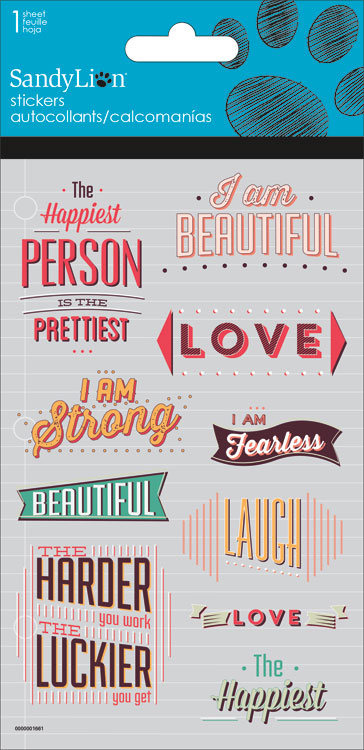 1 sheet
feuille
hoja
SandyLion®
stickers
autocollants/calcomanías
The
Happiest
PERSON
IS THE
PRETTIEST
I am
BEAUTIFUL
LOVE
I AM
Strong
I AM
Fearless
BEAUTIFUL
LAUGH
THE
HARDER
you work
THE
LUCKIER
you get
LOVE
The
Happiest
0000001661